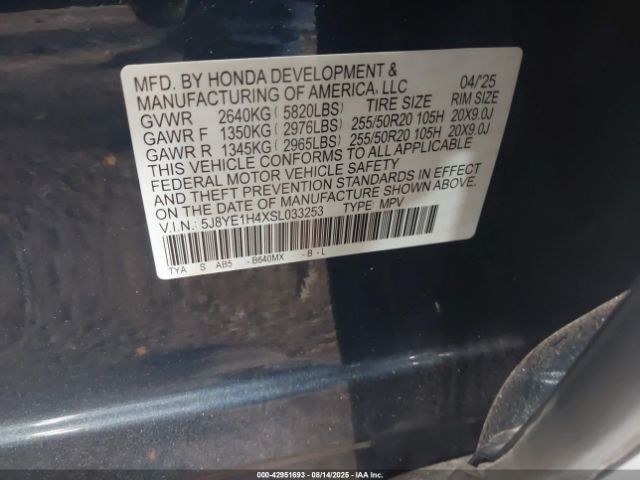 MFD. BY HONDA DEVELOPMENT & 04/25
MANUFACTURING OF AMERICA, LLC
GVWR 2640KG ( 5820LBS) TIRE SIZE RIM SIZE
GAWR F 1350KG ( 2976LBS) 255/50R20 105H 20X9.0J
GAWR R 1345KG ( 2965LBS) 255/50R20 105H 20X9.0J
THIS VEHICLE CONFORMS TO ALL APPLICABLE
FEDERAL MOTOR VEHICLE SAFETY
AND THEFT PREVENTION STANDARDS IN EFFECT
ON THE DATE OF MANUFACTURE SHOWN ABOVE.
V.I.N.: 5J8YE1H4XSL033253 TYPE: MPV
TYA S AB5 - B640MX - B - L
00-42951693 - 08/14/2025 - COPYRIGHT IAA, LLC.